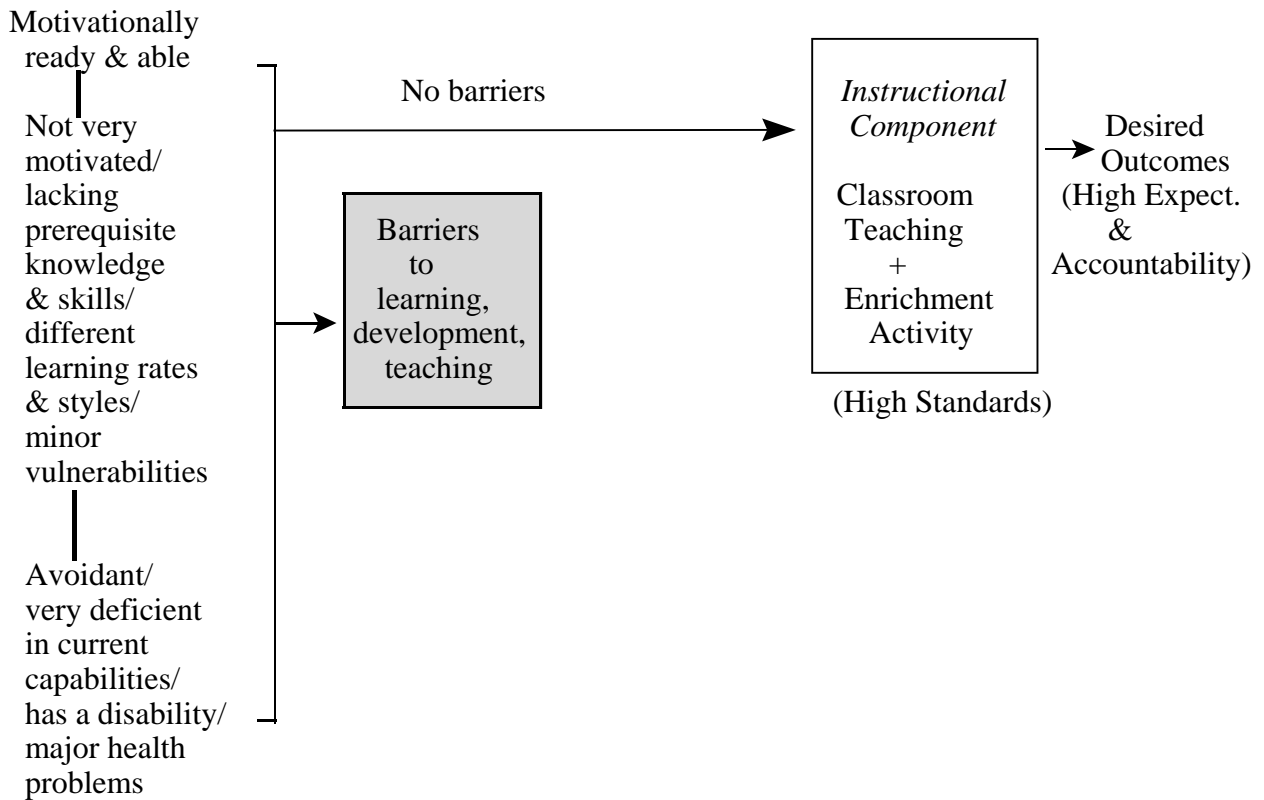 Motivationally
ready & able
Not very
motivated/
lacking
prerequisite
knowledge
& skills/
different
learning rates
& styles/
minor
vulnerabilities
Avoidant/
very deficient
in current
capabilities/
has a disability/
major health
problems
No barriers
Barriers
to
learning,
development,
teaching
Instructional
Component
Classroom
Teaching
+
Enrichment
Activity
(High Standards)
Desired
Outcomes
(High Expect.
&
Accountability)